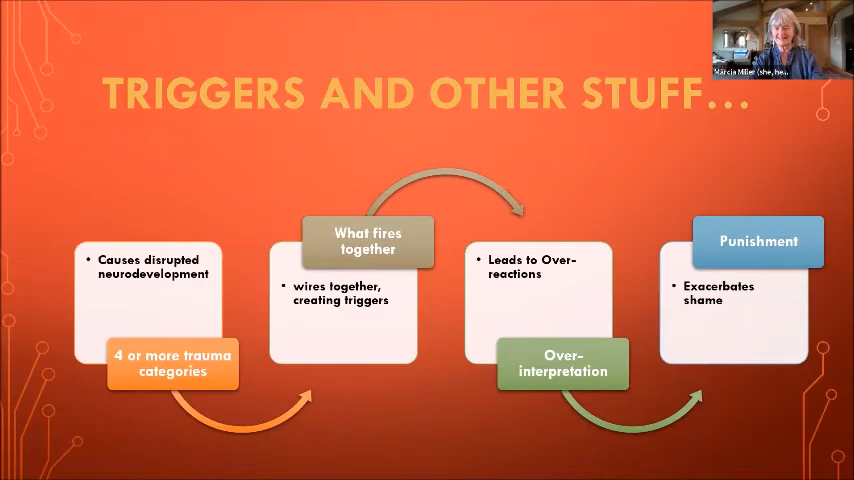 TRIGGERS AND OTHER STUFF...
Marcia Miller (she, he...
• Causes disrupted
neurodevelopment
4 or more trauma
categories
What fires
together
• wires together,
creating triggers
• Leads to Over-
reactions
Over-
interpretation
Punishment
• Exacerbates
shame